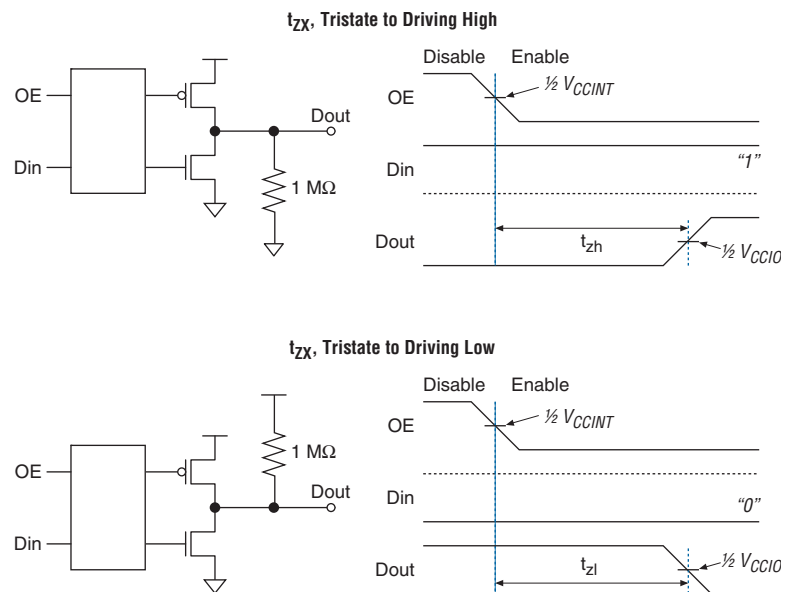 tZX, Tristate to Driving High
Disable Enable
OE
½ VCCINT
OE
Dout
Din
"1"
Din
1 MΩ
Dout
tzh
½ VCCIO
tZX, Tristate to Driving Low
Disable Enable
OE
½ VCCINT
1 MΩ
OE
Dout
Din
"0"
Din
Dout
tzl
½ VCCIO